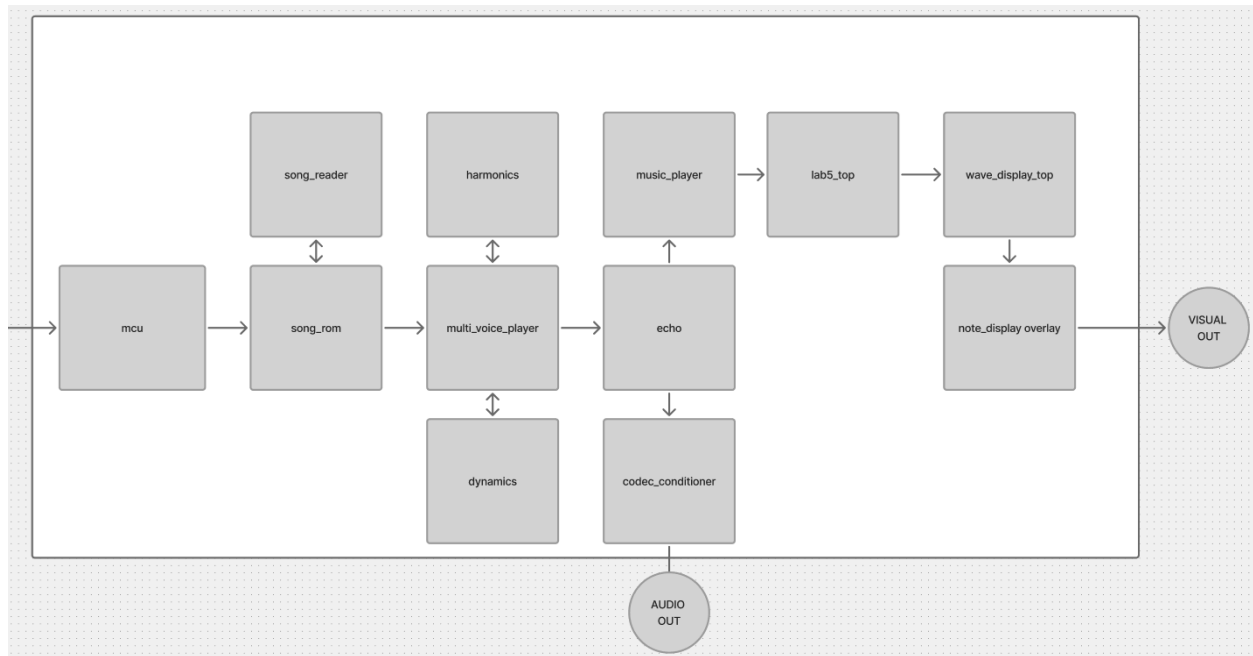 song_reader
harmonics
music_player
lab5_top
wave_display_top
mcu
song_rom
multi_voice_player
echo
note_display overlay
VISUAL
OUT
dynamics
codec_conditioner
AUDIO
OUT